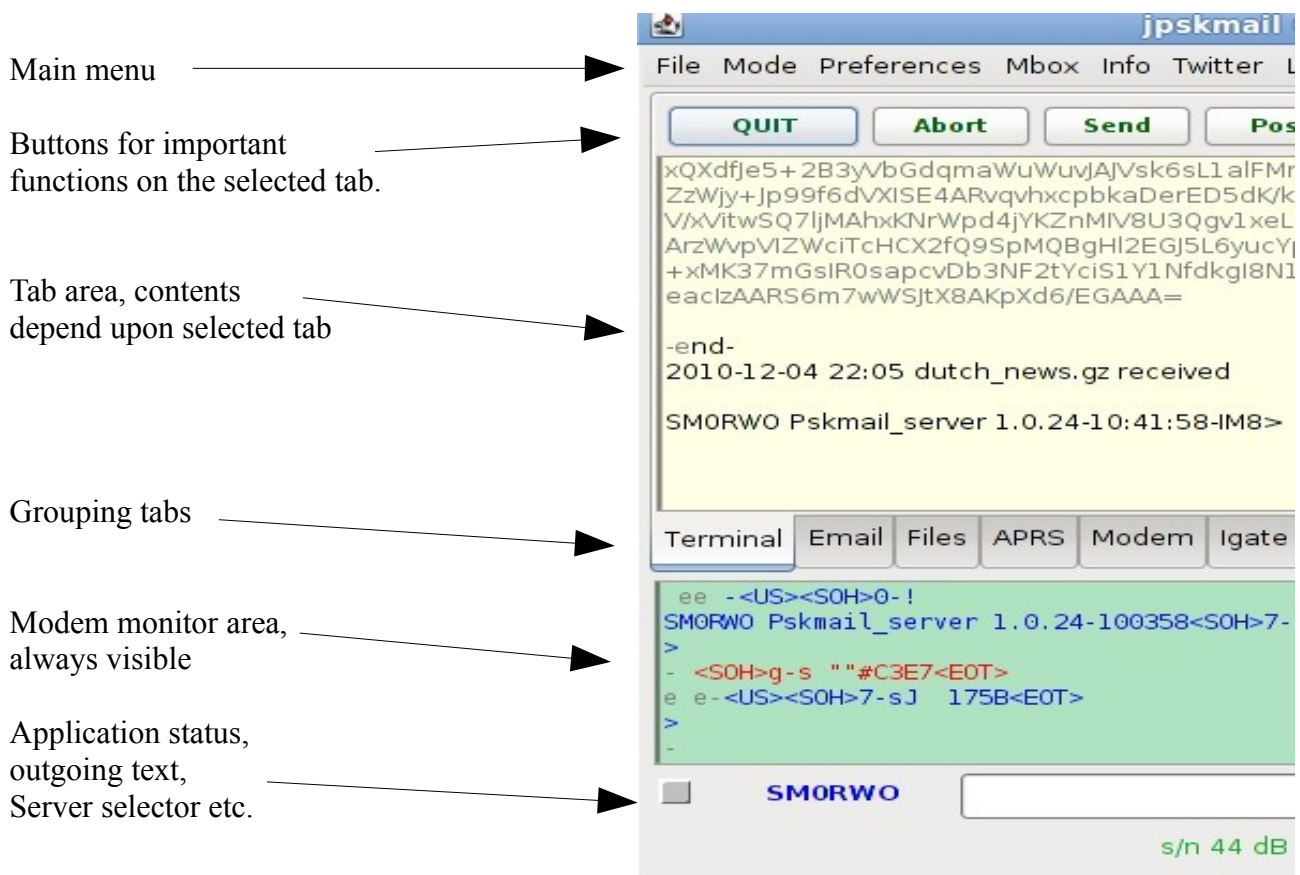 jpskmail
Main menu
File Mode Preferences Mbox Info Twitter
QUIT Abort Send Pos
Buttons for important
functions on the selected tab.
xQXdfJe5+2B3yVbGdqmaWuWuvJAJVsk6sL1alFMr
ZzWjy+Jp99f6dVXISE4ARvqvhxcpbkaDerED5dK/k
V/xVitwSQ7ljMAhxKNrWpd4jYKZnMIV8U3Qgv1xeL
ArzWvpVIZWciTcHCX2fQ9SpMQBgHl2EGJ5L6yucYp
+xMK37mGsIR0sapcvDb3NF2tYciS1Y1NfdkgI8N1
eacIzAARS6m7wWSJtX8AKpXd6/EGAAA=
Tab area, contents
depend upon selected tab
-end-
2010-12-04 22:05 dutch_news.gz received
SM0RWO Pskmail_server 1.0.24-10:41:58-IM8>
Grouping tabs
Terminal Email Files APRS Modem Igate
ee -<US><SOH>0-!
SM0RWO Pskmail_server 1.0.24-100358<SOH>7-
>
- <SOH>g-s ""#C3E7<EOT>
e e-<US><SOH>7-sJ 175B<EOT>
>
-
Modem monitor area,
always visible
Application status,
outgoing text,
Server selector etc.
SM0RWO
s/n 44 dB